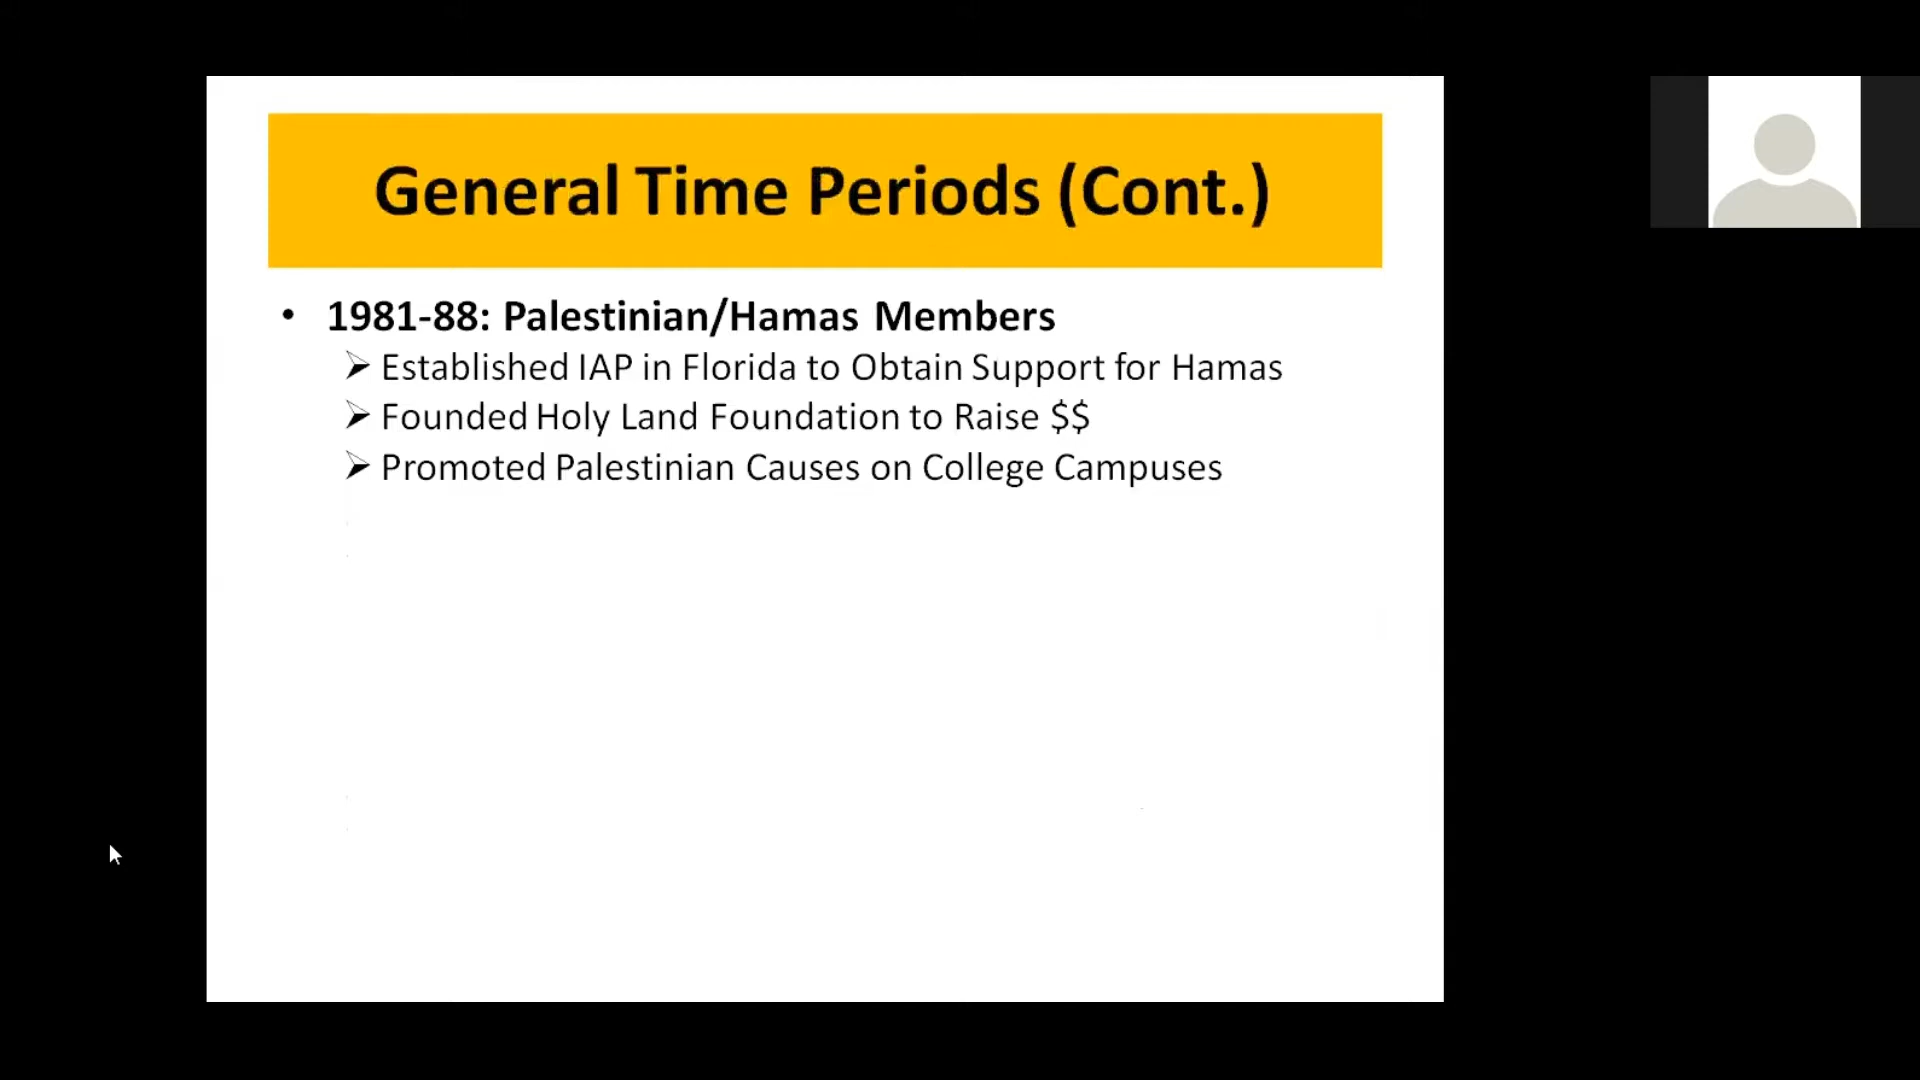 General Time Periods (Cont.)
• 1981-88: Palestinian/Hamas Members
➢ Established IAP in Florida to Obtain Support for Hamas
➢ Founded Holy Land Foundation to Raise $$
➢ Promoted Palestinian Causes on College Campuses